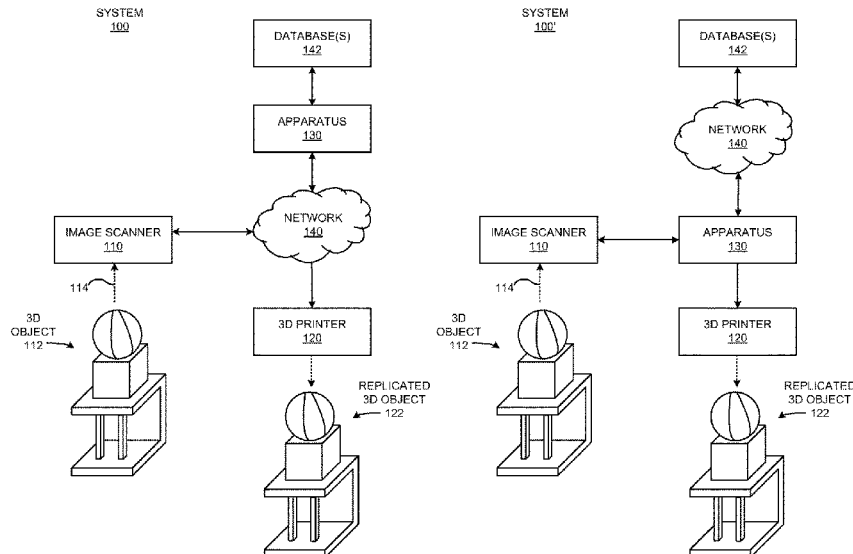 SYSTEM
100
DATABASE(S)
142
APPARATUS
130
NETWORK
140
IMAGE SCANNER
110
114
3D
OBJECT
112
3D PRINTER
120
REPLICATED
3D OBJECT
122
SYSTEM
100'
DATABASE(S)
142
NETWORK
140
IMAGE SCANNER
110
APPARATUS
130
114
3D
OBJECT
112
3D PRINTER
120
REPLICATED
3D OBJECT
122